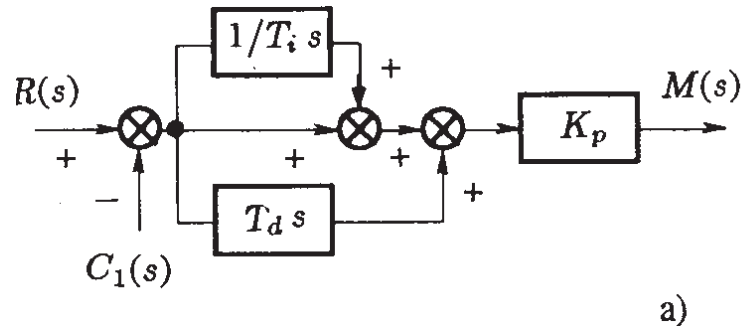 1/T_i s
+
R(s)
M(s)
K_p
+
+
+
−
+
T_d s
C_1(s)
a)